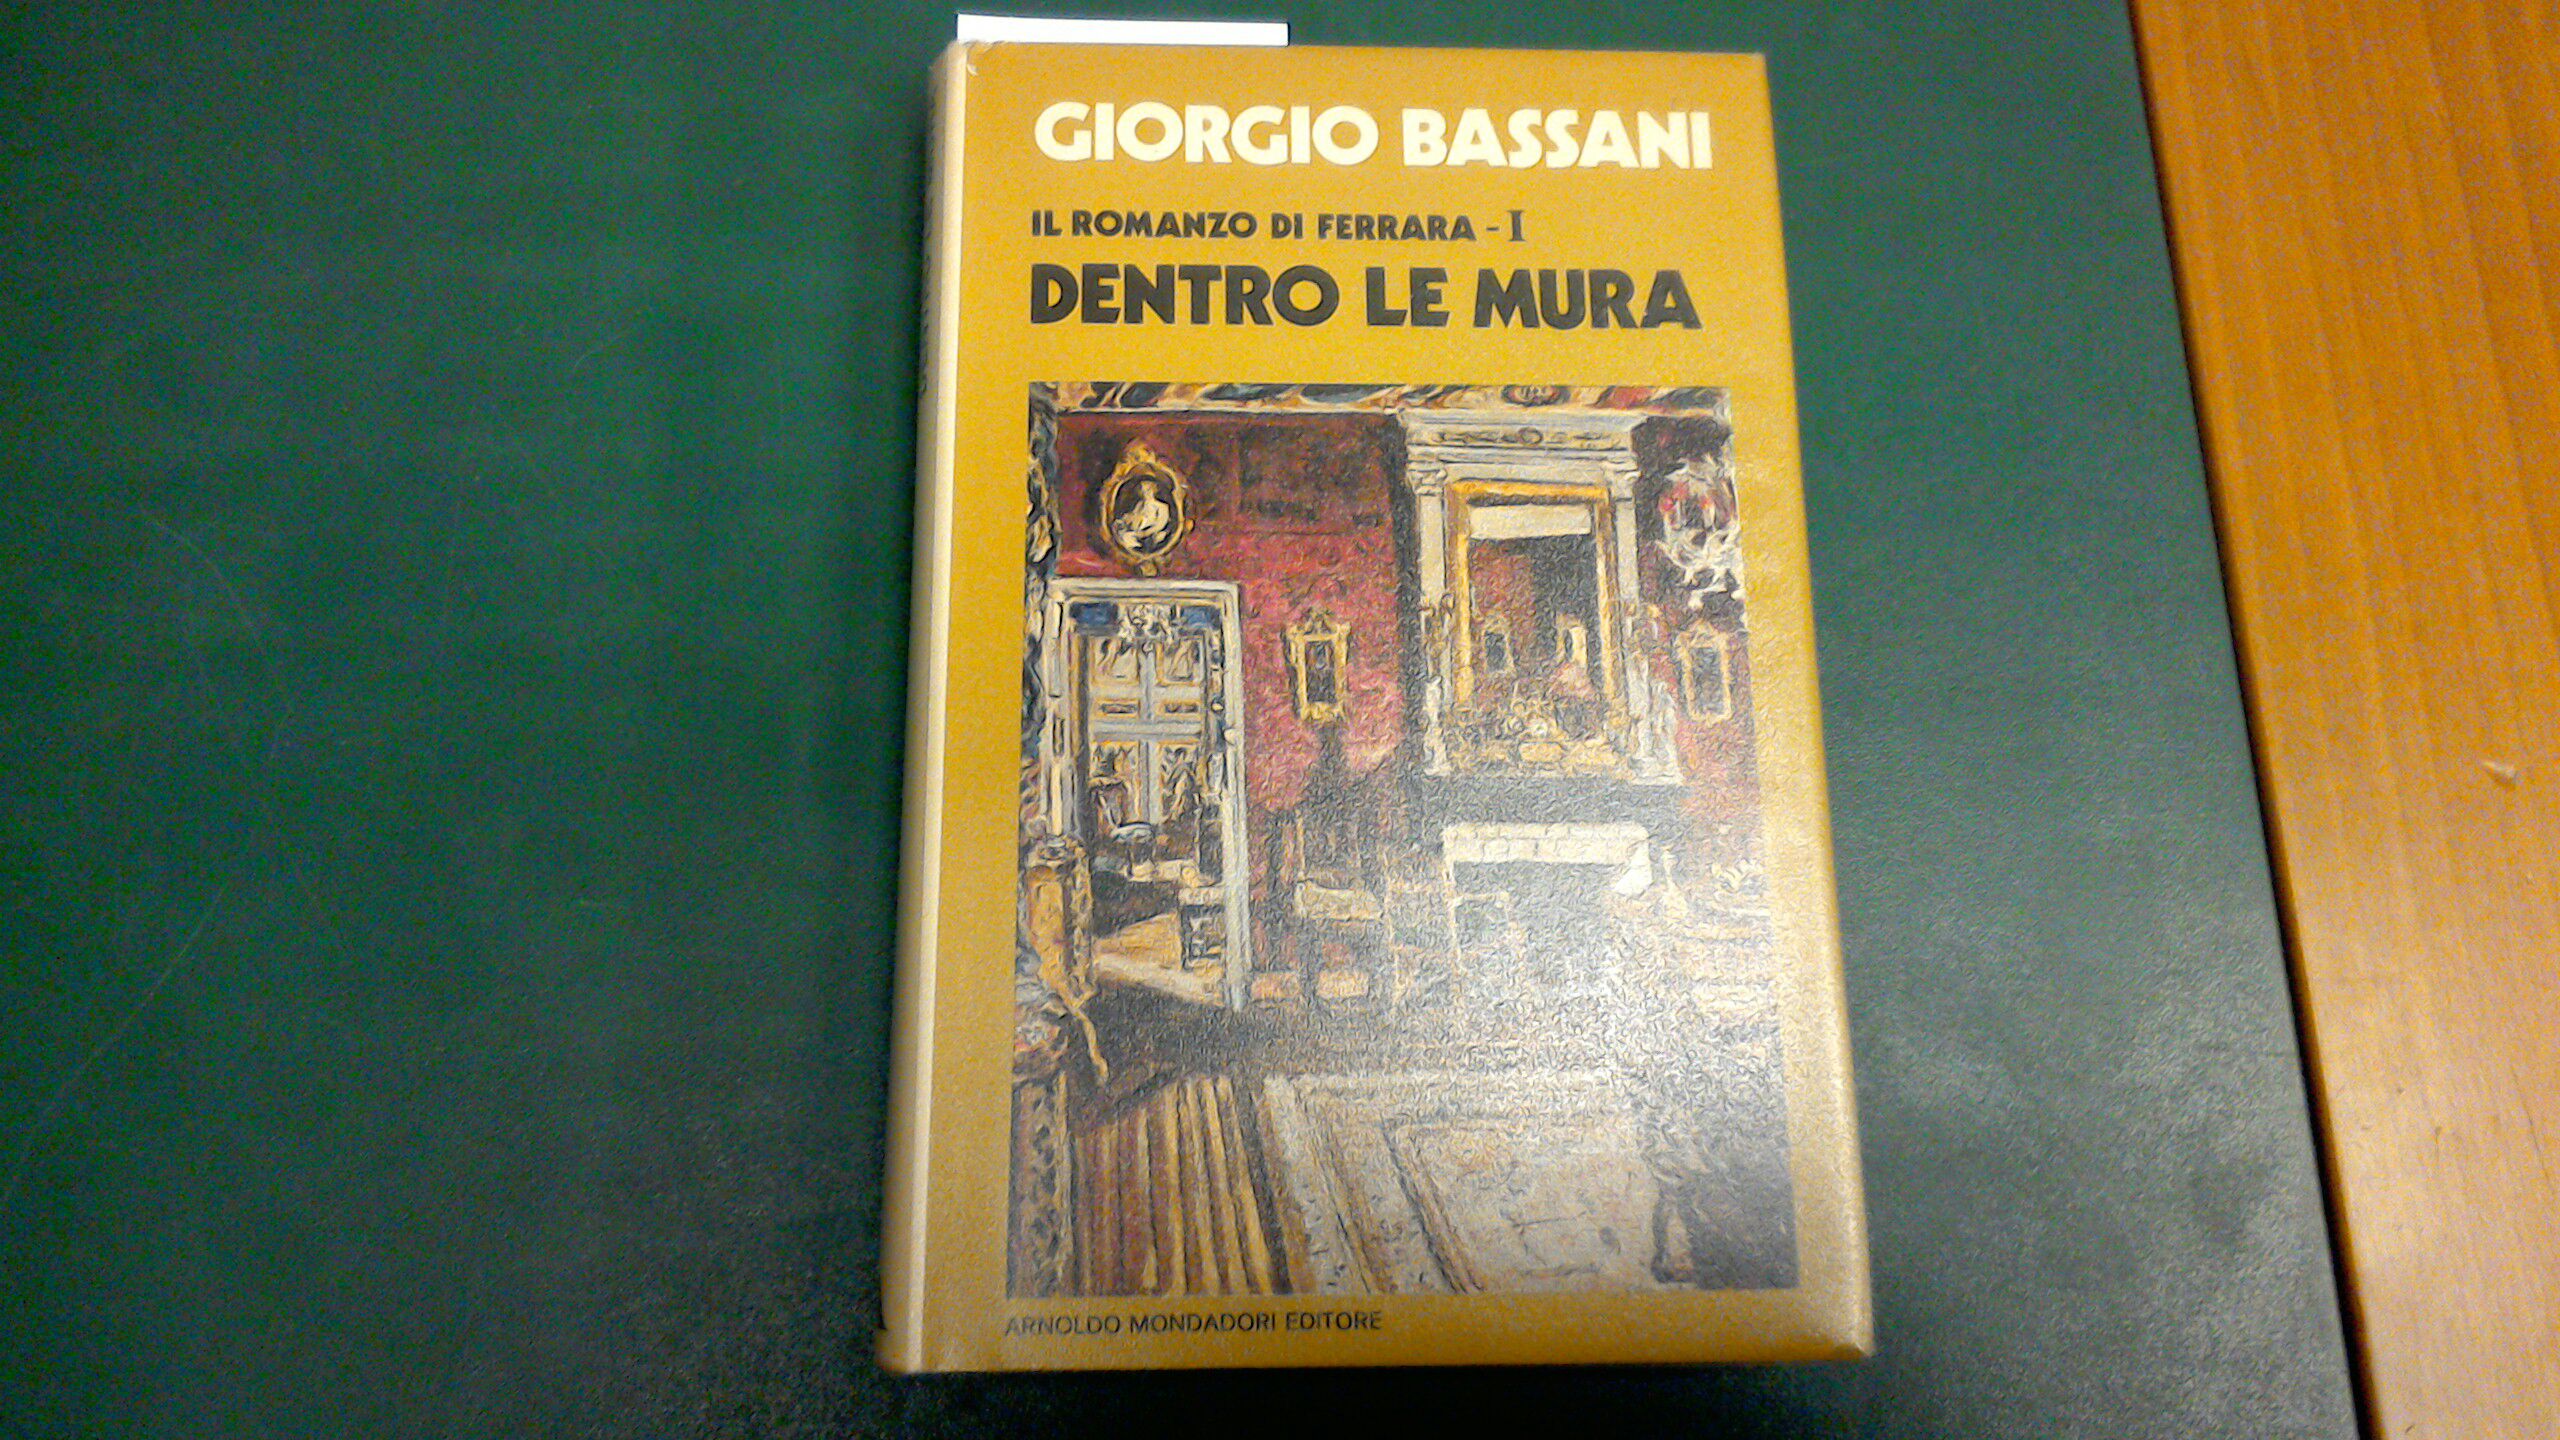 GIORGIO BASSANI
IL ROMANZO DI FERRARA - I
DENTRO LE MURA
ARNOLDO MONDADORI EDITORE